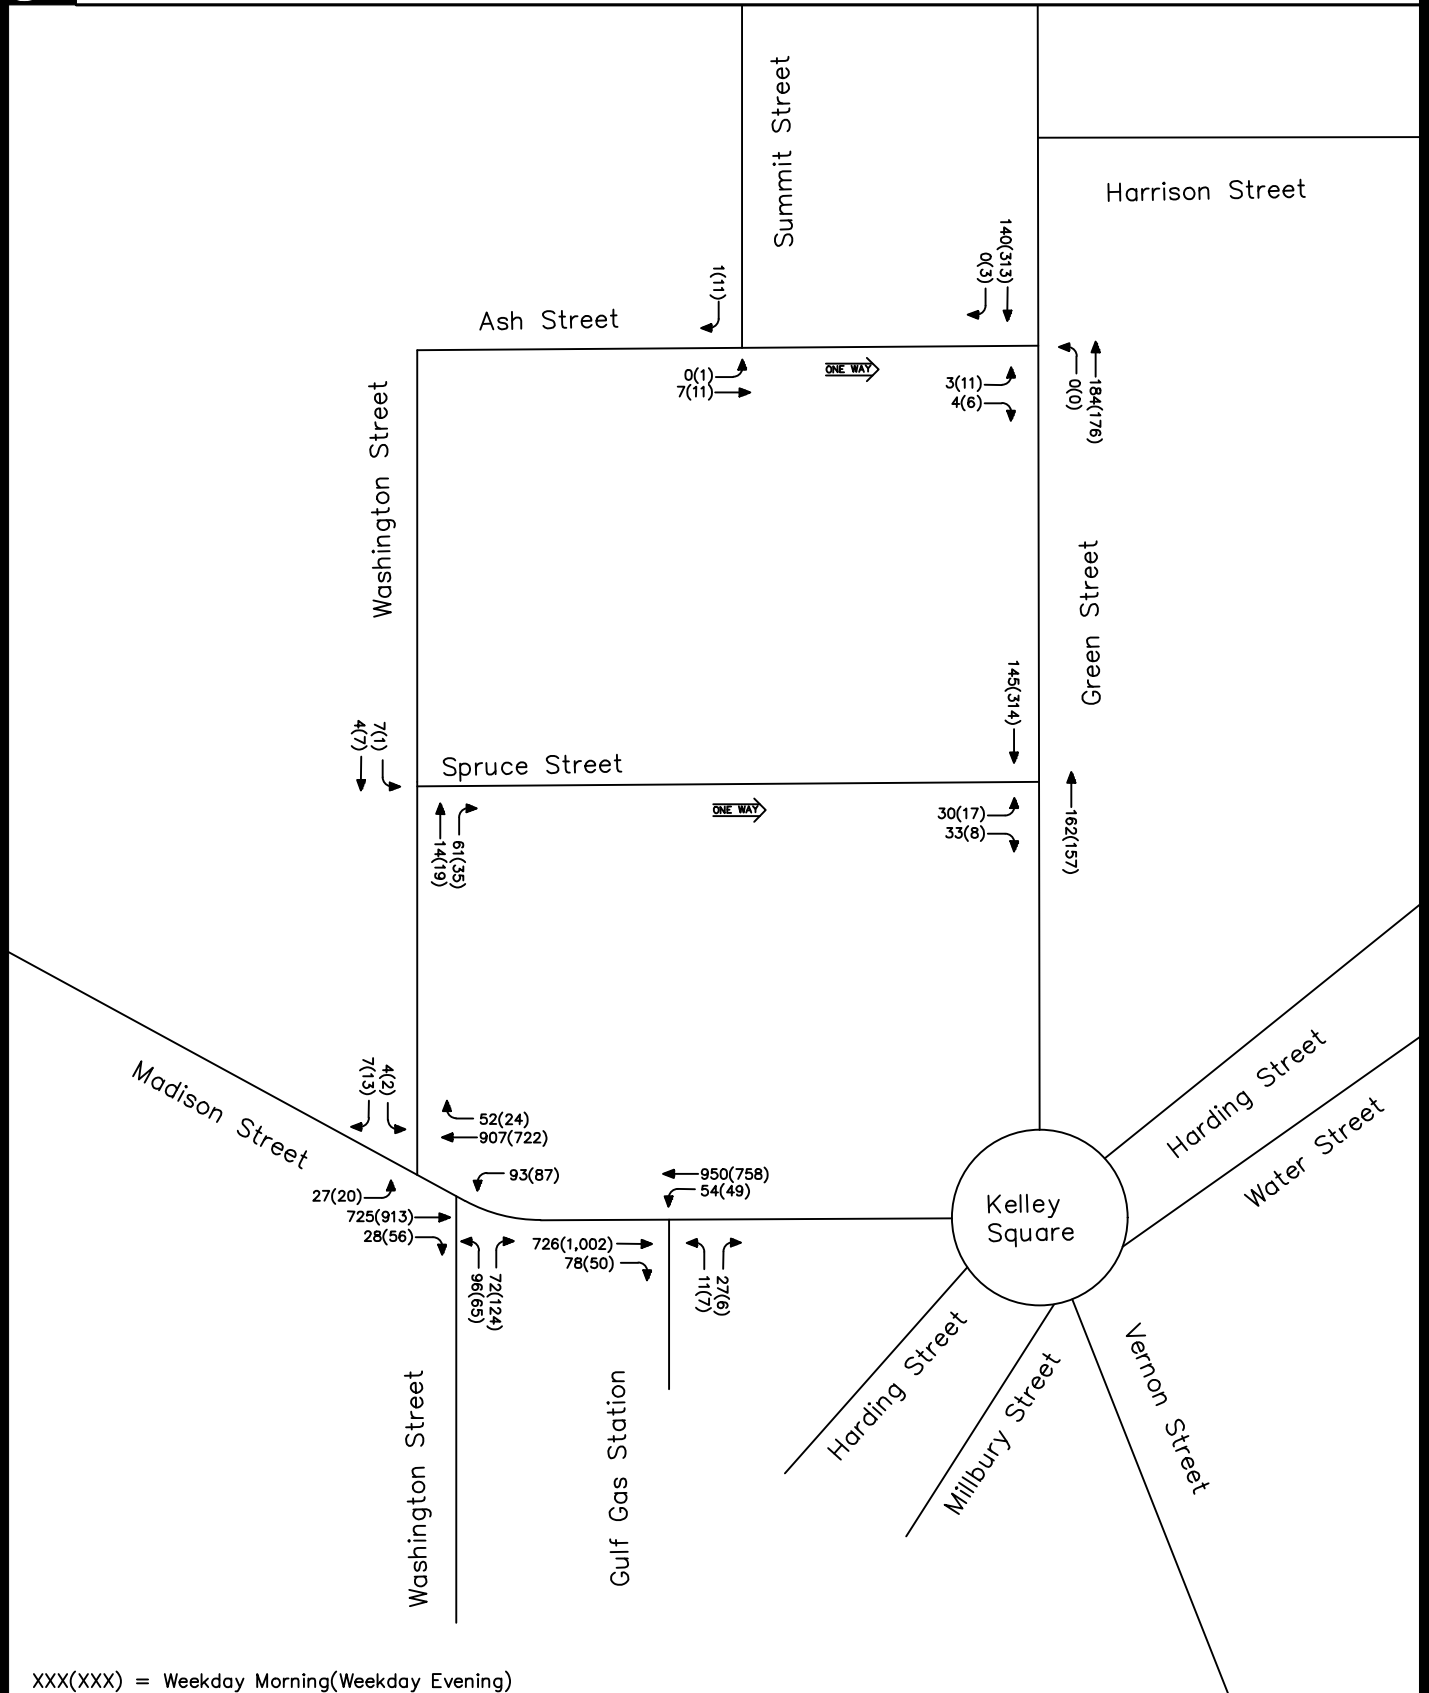 Summit Street
Harrison Street
140(313)
0(3)
1(11)
Ash Street
0(1)
7(11)
ONE WAY
3(11)
4(6)
0(0)
184(176)
Washington Street
Green Street
145(314)
4(7)
7(1)
Spruce Street
ONE WAY
30(17)
33(8)
162(157)
14(19)
61(35)
Madison Street
7(13)
4(2)
52(24)
907(722)
93(87)
950(758)
54(49)
27(20)
725(913)
28(56)
96(65)
72(124)
726(1,002)
78(50)
11(7)
27(6)
Kelley
Square
Harding Street
Water Street
Harding Street
Millbury Street
Vernon Street
Washington Street
Gulf Gas Station
XXX(XXX) = Weekday Morning(Weekday Evening)